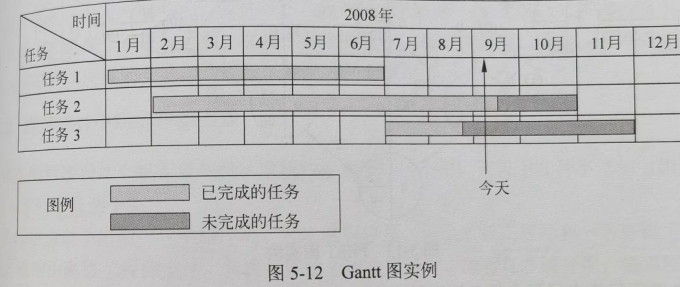 时间
2008年
任务
1月 2月 3月 4月 5月 6月 7月 8月 9月 10月 11月 12月
任务1
任务2
任务3
今天
图例
已完成的任务
未完成的任务
图 5-12 Gantt 图实例